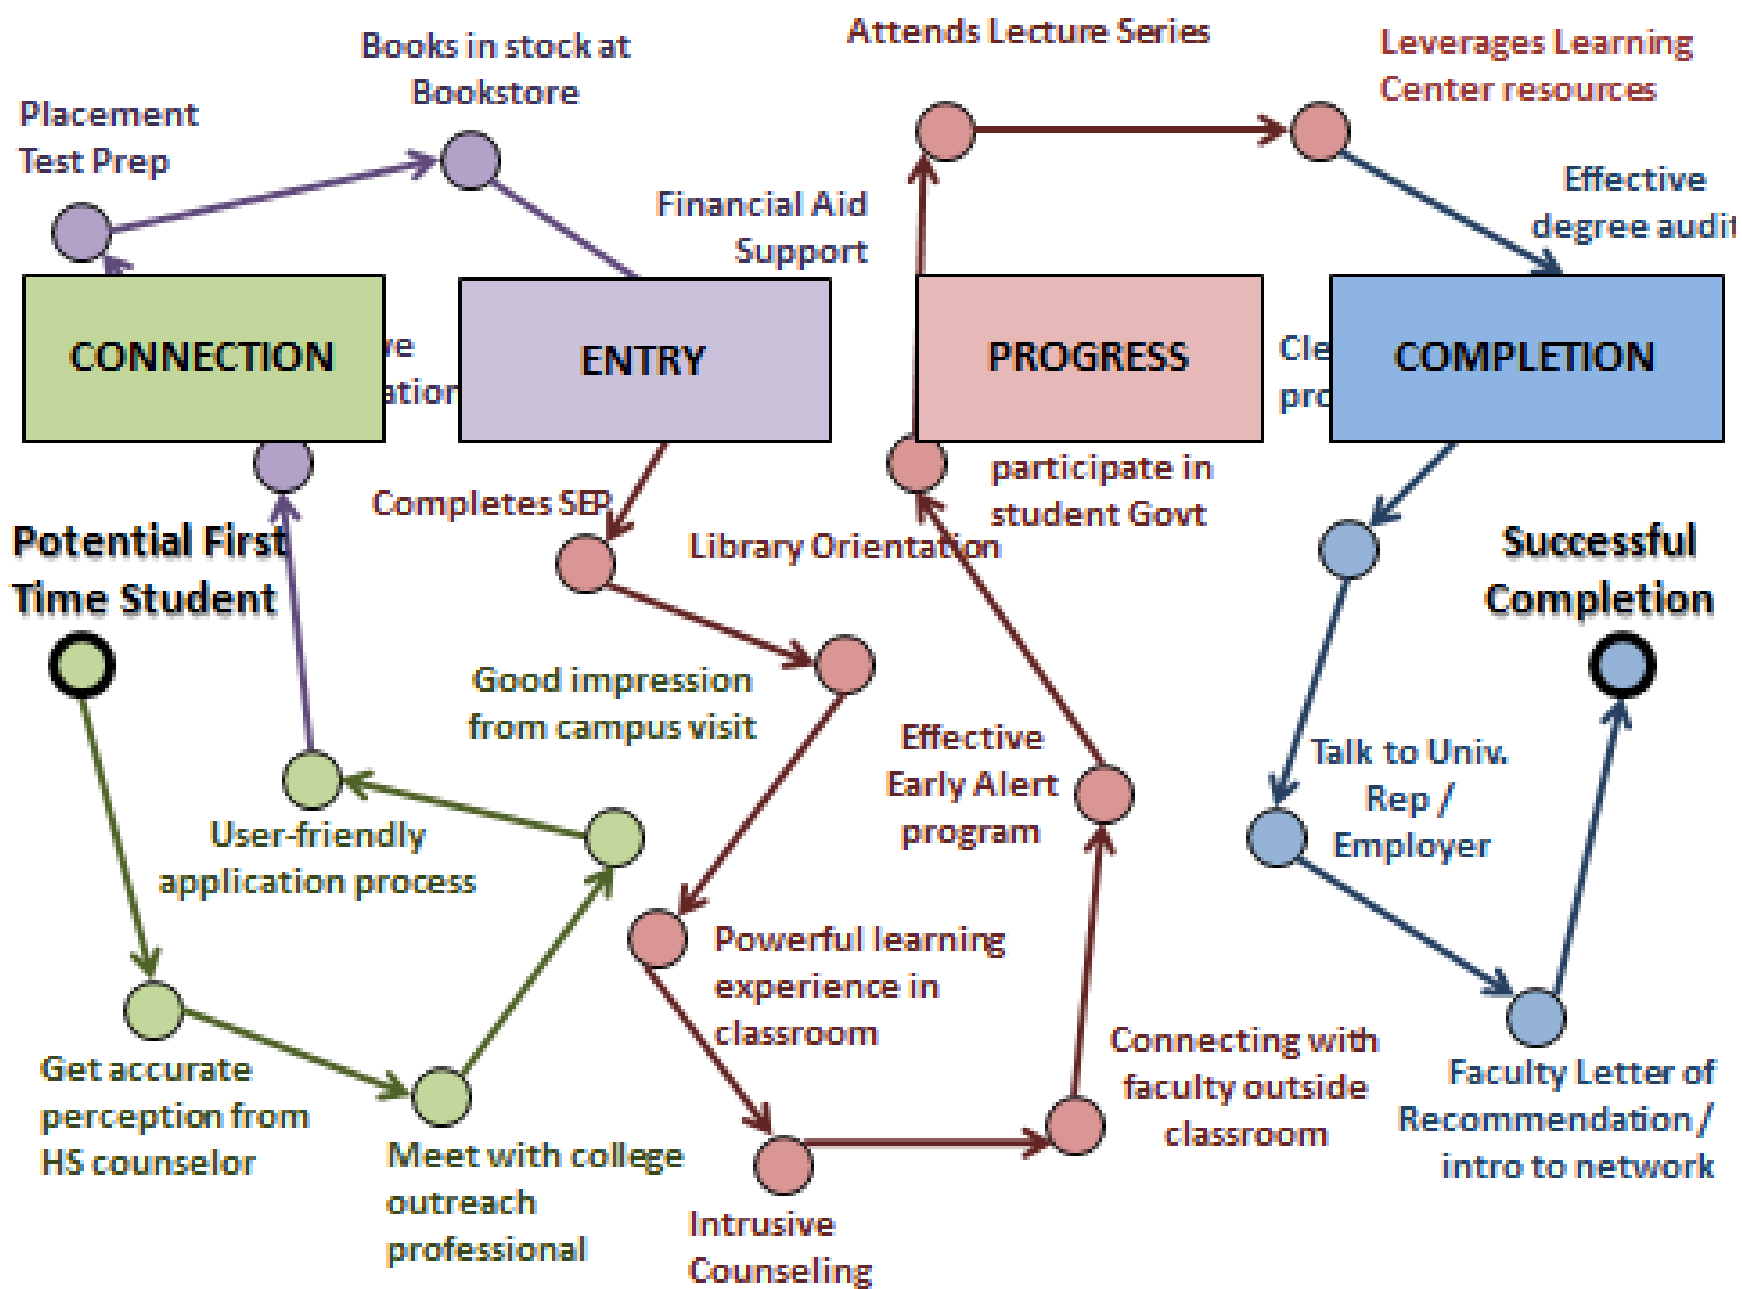 Attends Lecture Series
Books in stock at
Bookstore
Leverages Learning
Center resources
Placement
Test Prep
Effective
degree audit
Financial Aid
Support
CONNECTION
ENTRY
PROGRESS
COMPLETION
participate in
student Govt
Completes SEP
Library Orientation
Potential First
Time Student
Successful
Completion
Good impression
from campus visit
Effective
Early Alert
program
Talk to Univ.
Rep /
Employer
User-friendly
application process
Powerful learning
experience in
classroom
Connecting with
faculty outside
classroom
Get accurate
perception from
HS counselor
Faculty Letter of
Recommendation /
intro to network
Meet with college
outreach
professional
Intrusive
Counseling